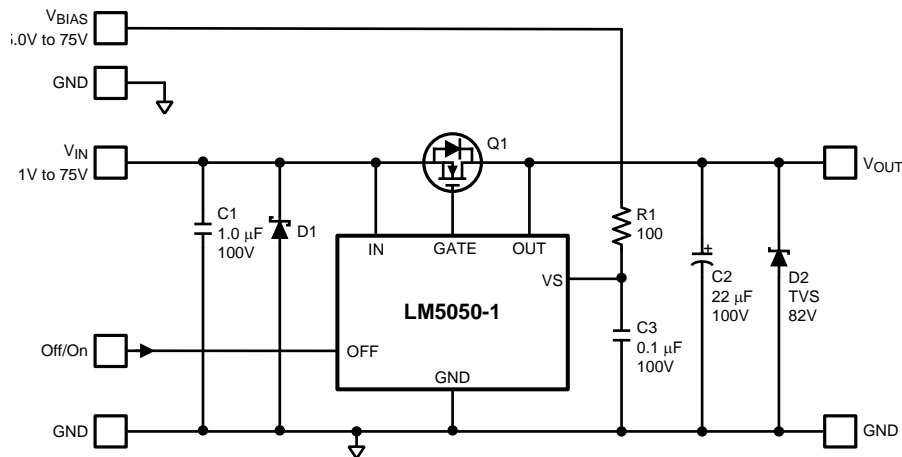 VBIAS
.0V to 75V
GND
VIN
1V to 75V
Q1
VOUT
C1
1.0 μF
100V
D1
IN
GATE
OUT
R1
100
VS
LM5050-1
C2
22 μF
100V
+
D2
TVS
82V
C3
0.1 μF
100V
Off/On
OFF
GND
GND
GND